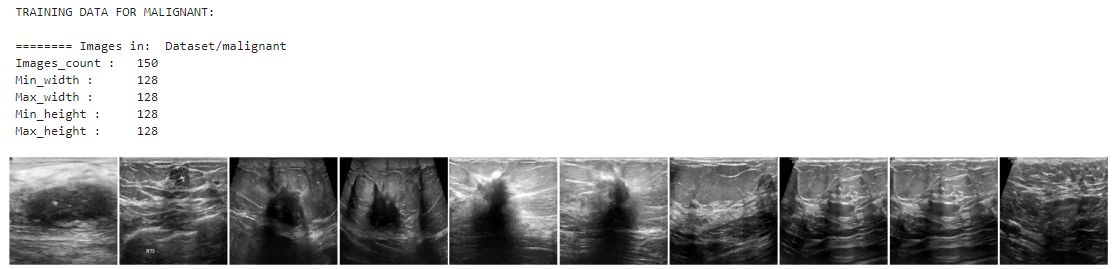 TRAINING DATA FOR MALIGNANT:
======== Images in:  Dataset/malignant
Images_count :   150
Min_width :      128
Max_width :      128
Min_height :     128
Max_height :     128